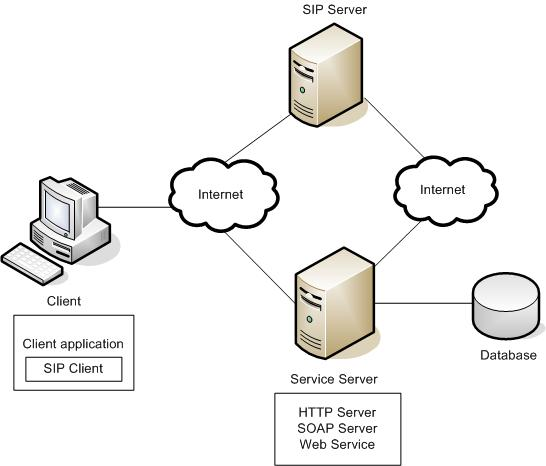 SIP Server
Internet
Internet
Client
Client application
SIP Client
Service Server
HTTP Server
SOAP Server
Web Service
Database